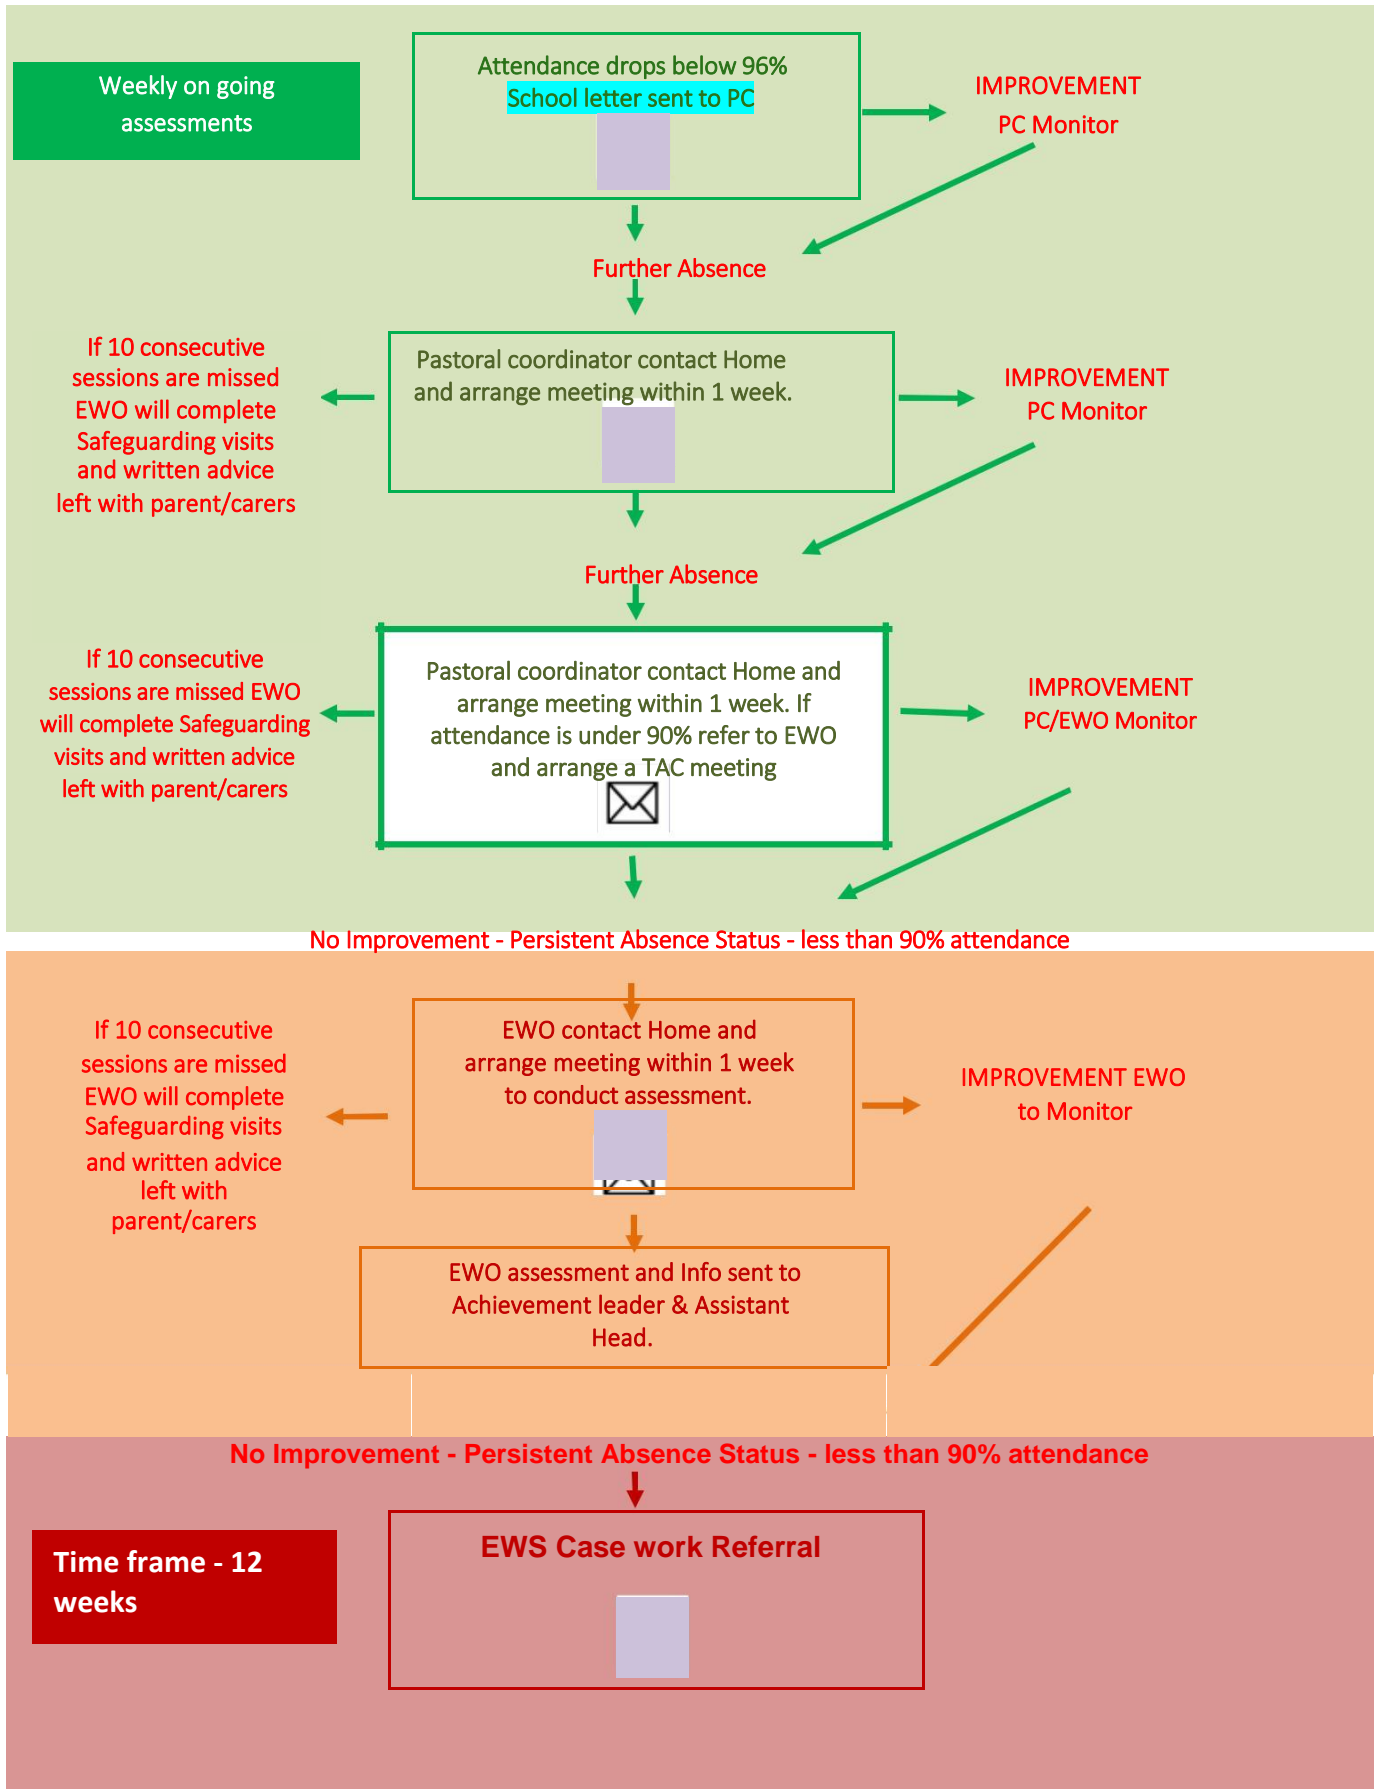 Weekly on going
assessments
Attendance drops below 96%
School letter sent to PC
IMPROVEMENT
PC Monitor
Further Absence
If 10 consecutive
sessions are missed
EWO will complete
Safeguarding visits
and written advice
left with parent/carers
Pastoral coordinator contact Home
and arrange meeting within 1 week.
IMPROVEMENT
PC Monitor
Further Absence
If 10 consecutive
sessions are missed EWO
will complete Safeguarding
visits and written advice
left with parent/carers
Pastoral coordinator contact Home and
arrange meeting within 1 week. If
attendance is under 90% refer to EWO
and arrange a TAC meeting
IMPROVEMENT
PC/EWO Monitor
No Improvement - Persistent Absence Status - less than 90% attendance
If 10 consecutive
sessions are missed
EWO will complete
Safeguarding visits
and written advice
left with
parent/carers
EWO contact Home and
arrange meeting within 1 week
to conduct assessment.
IMPROVEMENT EWO
to Monitor
EWO assessment and Info sent to
Achievement leader & Assistant
Head.
No Improvement - Persistent Absence Status - less than 90% attendance
Time frame - 12
weeks
EWS Case work Referral